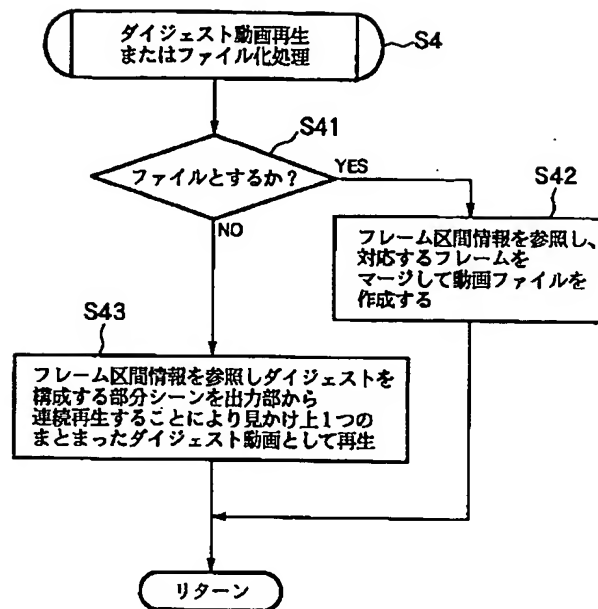 ダイジェスト動画再生
またはファイル化処理
S4
S41
ファイルとするか?
YES
NO
S42
フレーム区間情報を参照し、
対応するフレームを
マージして動画ファイルを
作成する
S43
フレーム区間情報を参照しダイジェストを
構成する部分シーンを出力部から
連続再生することにより見かけ上1つの
まとまったダイジェスト動画として再生
リターン